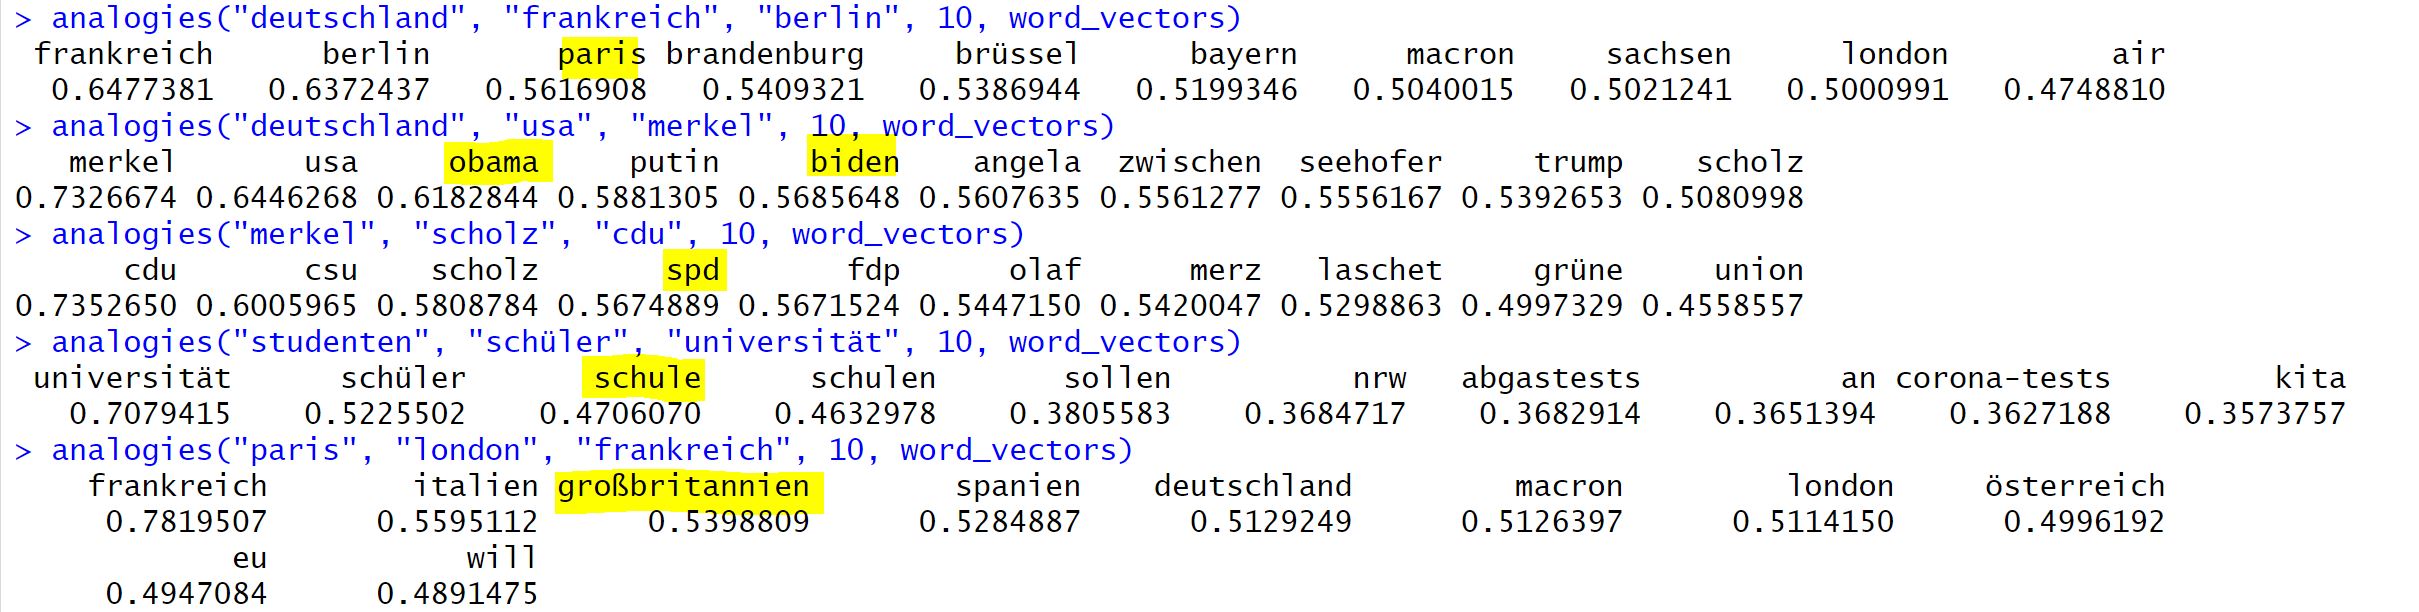 > analogies("deutschland", "frankreich", "berlin", 10, word_vectors)
frankreich berlin paris brandenburg brüssel bayern macron sachsen london air
0.6477381 0.6372437 0.5616908 0.5409321 0.5386944 0.5199346 0.5040015 0.5021241 0.5000991 0.4748810
> analogies("deutschland", "usa", "merkel", 10, word_vectors)
merkel usa obama putin biden angela zwischen seehofer trump scholz
0.7326674 0.6446268 0.6182844 0.5881305 0.5685648 0.5607635 0.5561277 0.5556167 0.5392653 0.5080998
> analogies("merkel", "scholz", "cdu", 10, word_vectors)
cdu csu scholz spd fdp olaf merz laschet grüne union
0.7352650 0.6005965 0.5808784 0.5674889 0.5671524 0.5447150 0.5420047 0.5298863 0.4997329 0.4558557
> analogies("studenten", "schüler", "universität", 10, word_vectors)
universität schüler schule schulen sollen nrw abgastests an corona-tests kita
0.7079415 0.5225502 0.4706070 0.4632978 0.3805583 0.3684717 0.3682914 0.3651394 0.3627188 0.3573757
> analogies("paris", "london", "frankreich", 10, word_vectors)
frankreich italien großbritannien spanien deutschland macron london österreich
0.7819507 0.5595112 0.5398809 0.5284887 0.5129249 0.5126397 0.5114150 0.4996192
eu will
0.4947084 0.4891475